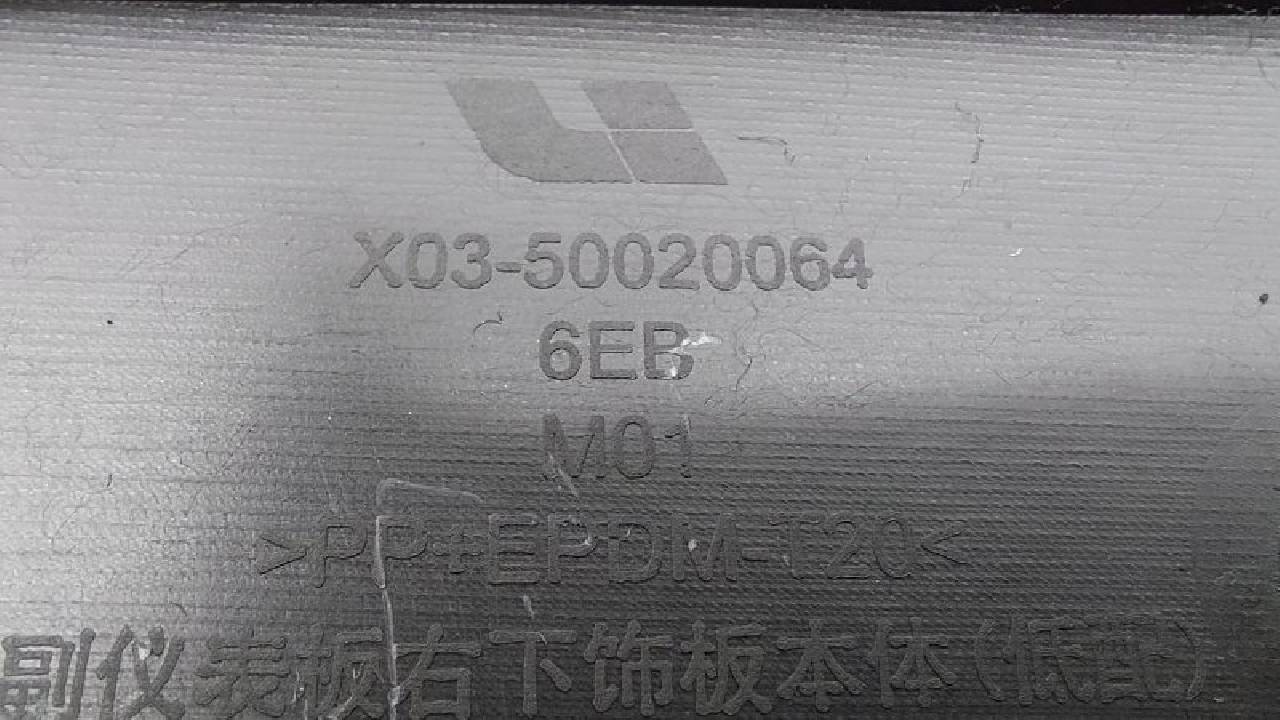 X03-50020064
6EB
M01
>PP+EPDM-T20<
副仪表板右下饰板本体(低配)